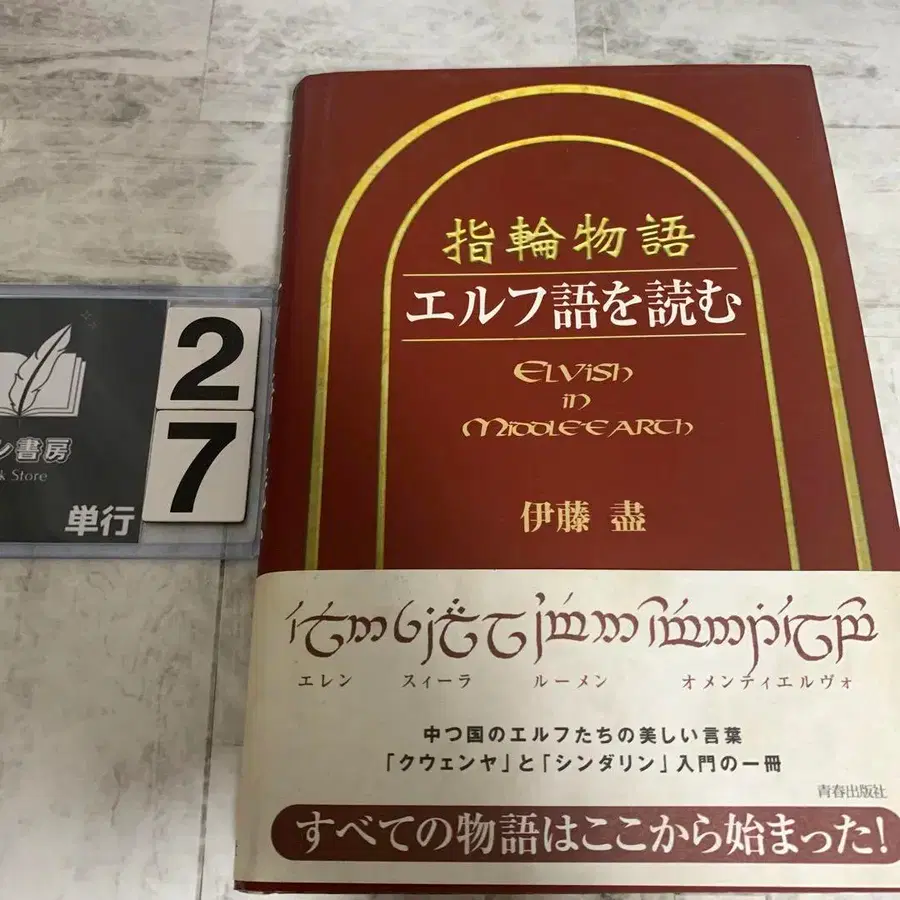 指輪物語
エルフ語を読む
ELVISH
in
MIDDLE-EARTH
伊藤 盡
エレン スィーラ ルーメン オメンティエルヴォ
中つ国のエルフたちの美しい言葉
「クウェンヤ」と「シンダリン」入門の一冊
青春出版社
すべての物語はここから始まった!
2
7
書房
Store
単行